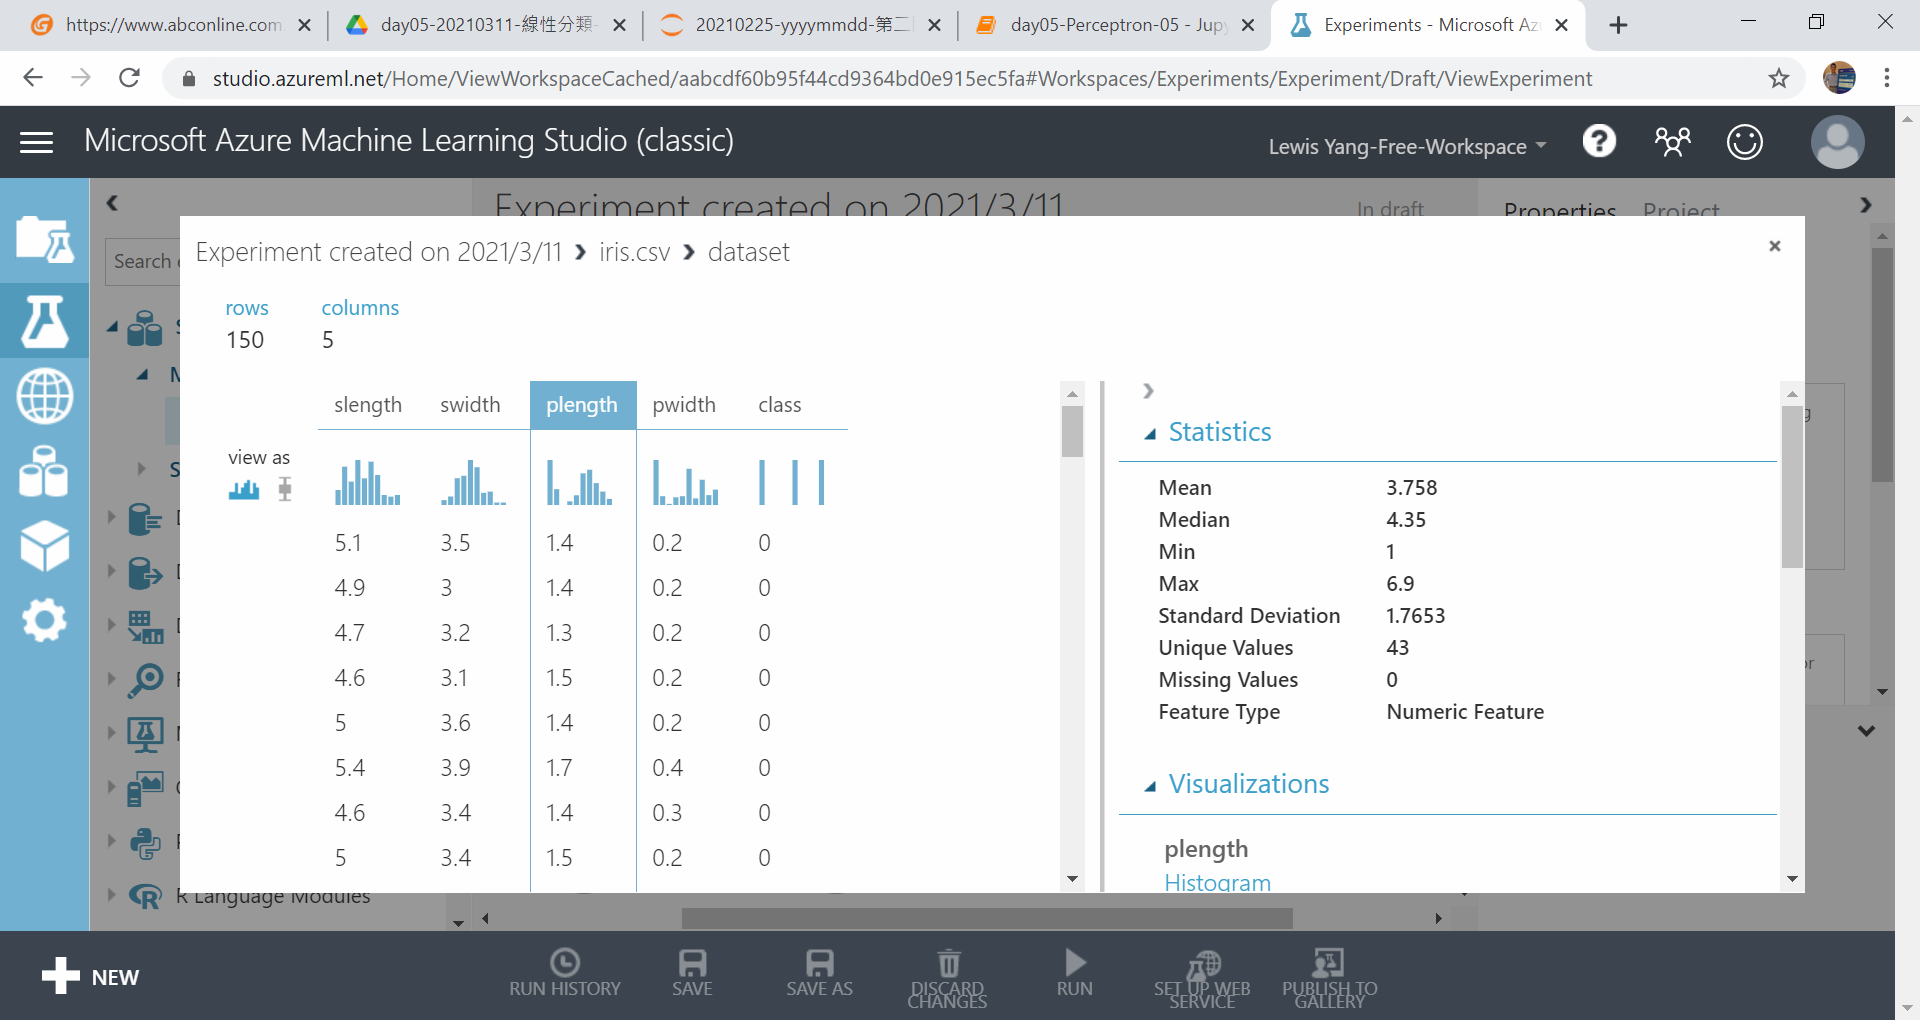 https://www.abconline.com
day05-20210311-線性分類-
20210225-yyyymmdd-第二
day05-Perceptron-05 - Jup
Experiments - Microsoft Az
studio.azureml.net/Home/ViewWorkspaceCached/aabcdf60b95f44cd9364bd0e915ec5fa#Workspaces/Experiments/Experiment/Draft/ViewExperiment
Microsoft Azure Machine Learning Studio (classic)
Lewis Yang-Free-Workspace
Experiment created on 2021/3/11
In draft
Properties Project
Search
Experiment created on 2021/3/11 › iris.csv › dataset
rows columns
150 5
slength swidth plength pwidth class
view as
5.1 3.5 1.4 0.2 0
4.9 3 1.4 0.2 0
4.7 3.2 1.3 0.2 0
4.6 3.1 1.5 0.2 0
5 3.6 1.4 0.2 0
5.4 3.9 1.7 0.4 0
4.6 3.4 1.4 0.3 0
5 3.4 1.5 0.2 0
Statistics
Mean 3.758
Median 4.35
Min 1
Max 6.9
Standard Deviation 1.7653
Unique Values 43
Missing Values 0
Feature Type Numeric Feature
Visualizations
plength
Histogram
R Language Modules
NEW
RUN HISTORY
SAVE
SAVE AS
DISCARD
CHANGES
RUN
SET UP WEB
SERVICE
PUBLISH TO
GALLERY